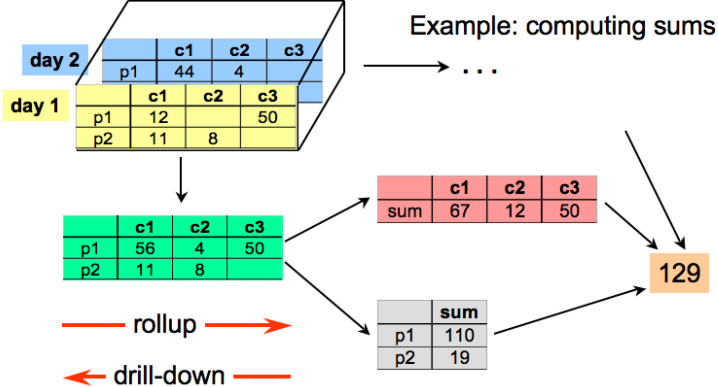 Example: computing sums
c1 c2 c3
day 2
p1 44 4
. . .
c1 c2 c3
day 1
p1 12 50
p2 11 8
c1 c2 c3
sum 67 12 50
c1 c2 c3
p1 56 4 50
p2 11 8
129
sum
p1 110
p2 19
rollup
drill-down